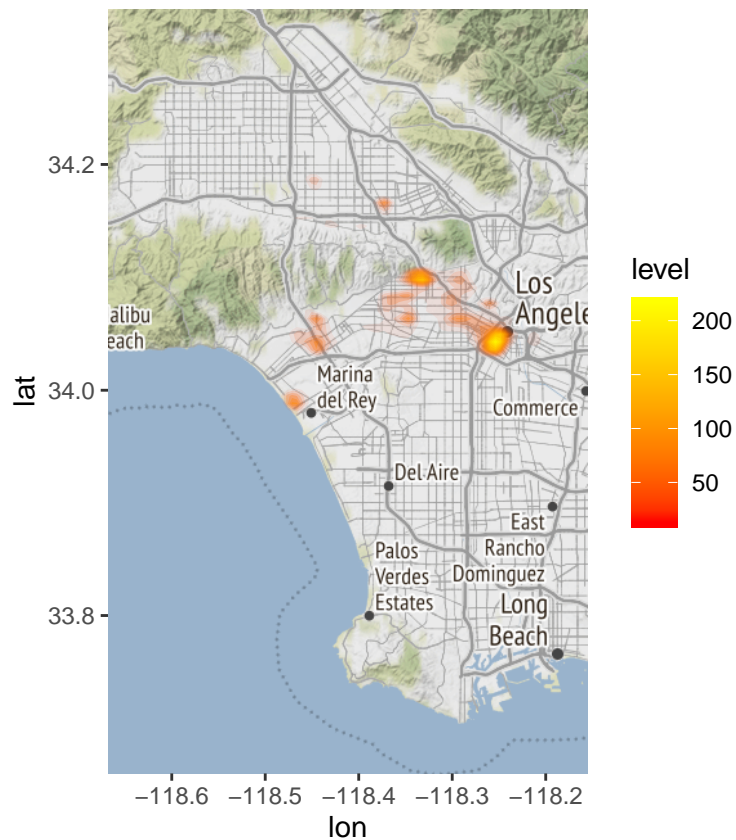 Los
Angele
alibu
each
Marina
del Rey
Commerce
Del Aire
East
Rancho
Dominguez
Palos
Verdes
Estates
Long
Beach
34.2
34.0
33.8
lat
−118.6
−118.5
−118.4
−118.3
−118.2
lon
level
200
150
100
50